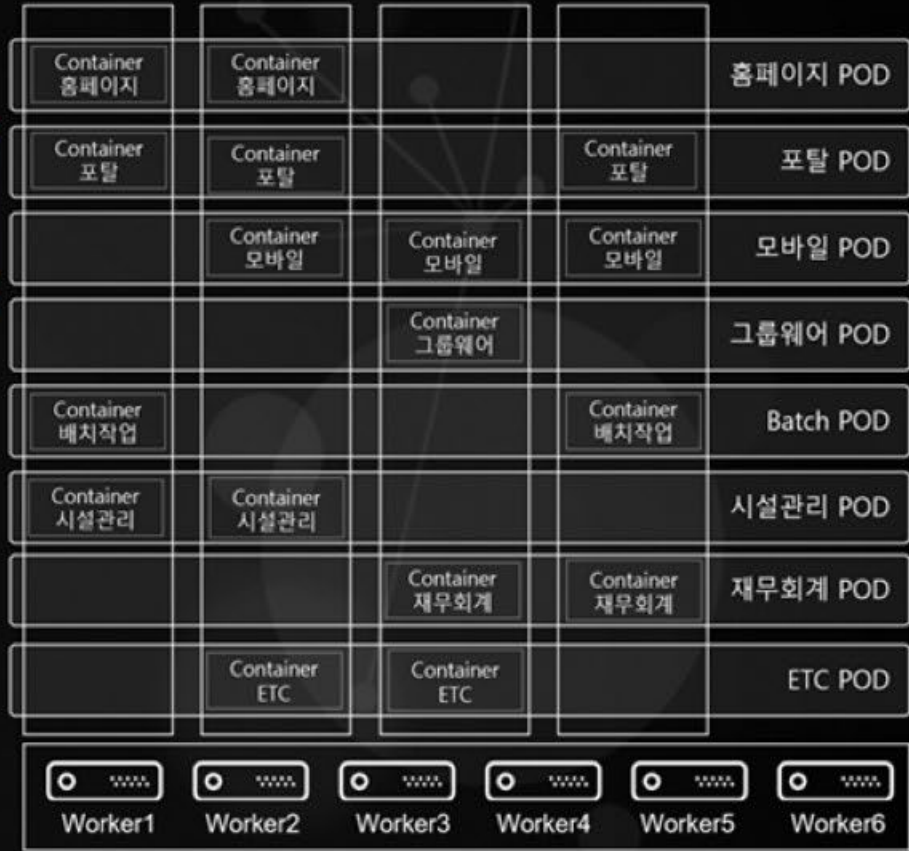 Container
홈페이지
Container
홈페이지
홈페이지 POD
Container
포탈
Container
포탈
Container
포탈
포탈 POD
Container
모바일
Container
모바일
Container
모바일
모바일 POD
Container
그룹웨어
그룹웨어 POD
Container
배치작업
Container
배치작업
Batch POD
Container
시설관리
Container
시설관리
시설관리 POD
Container
재무회계
Container
재무회계
재무회계 POD
Container
ETC
Container
ETC
ETC POD
Worker1
Worker2
Worker3
Worker4
Worker5
Worker6